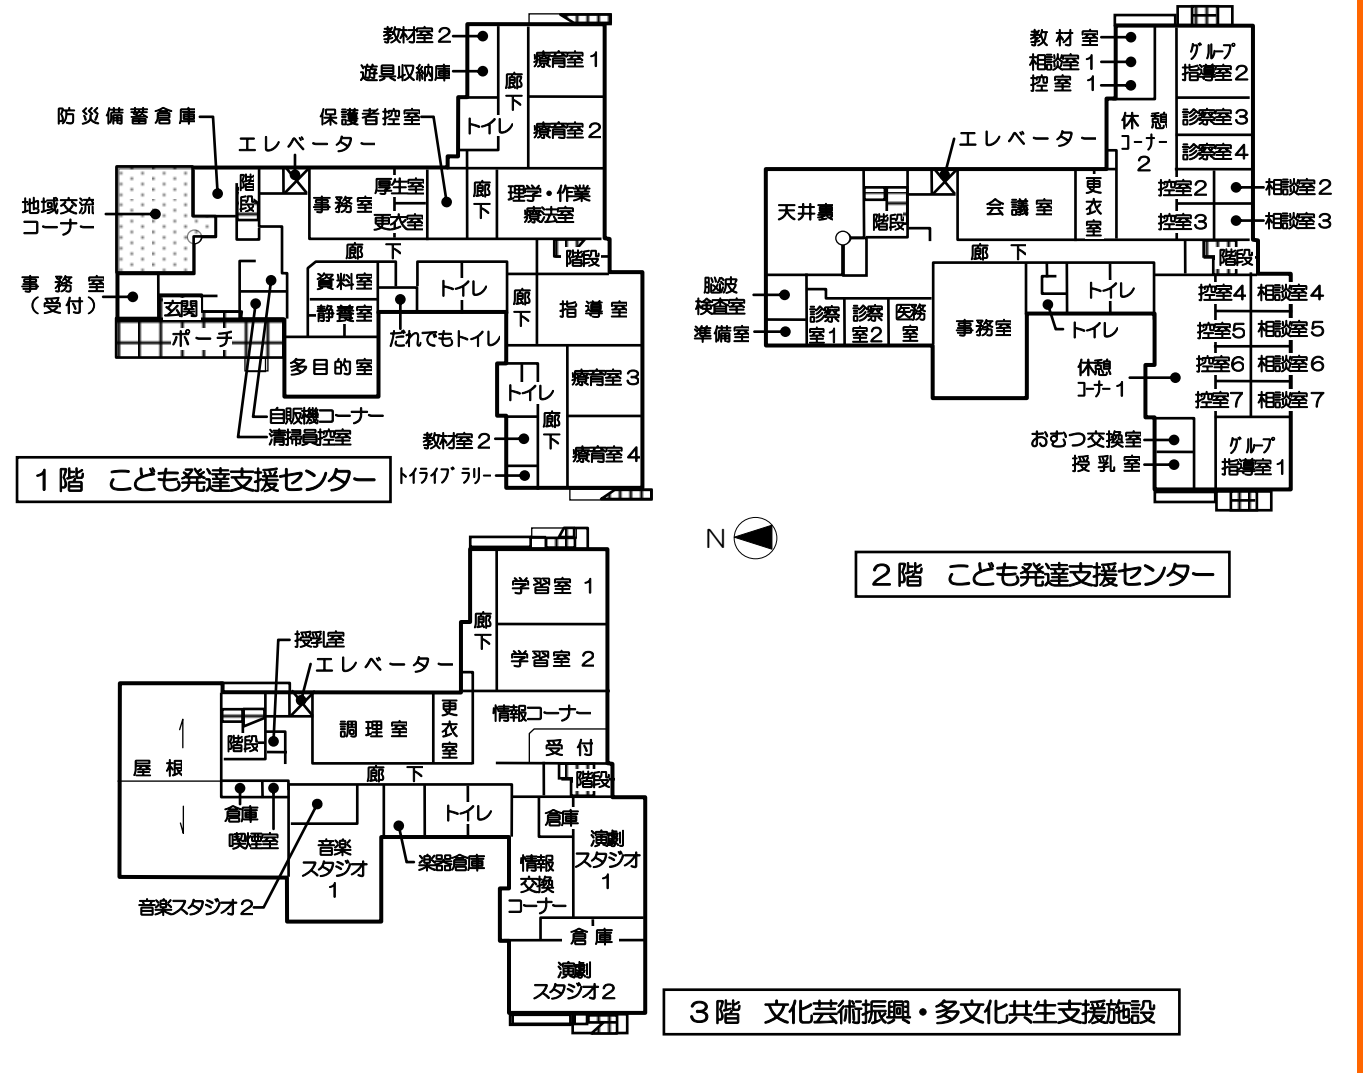 教材室2
遊具収納庫
防災備蓄倉庫
保護者控室
エレベーター
廊下
療育室1
トイレ
療育室2
地域交流
コーナー
階段
事務室
厚生室
更衣室
廊下
理学・作業
療法室
廊下
階段
事務室
(受付)
玄関
ポーチ
資料室
静養室
トイレ
廊下
指導室
多目的室
だれでもトイレ
トイレ
療育室3
自販機コーナー
清掃員控室
廊下
教材室2
療育室4
トイライブラリー
1階 こども発達支援センター
教材室
相談室1
控室1
グループ
指導室2
休憩
コーナー
2
診察室3
診察室4
エレベーター
控室2
相談室2
控室3
相談室3
天井裏
階段
会議室
更衣室
廊下
階段
脳波
検査室
準備室
診察
室1
診察
室2
医務
室
事務室
トイレ
トイレ
控室4
相談室4
控室5
相談室5
休憩
コーナー1
控室6
相談室6
控室7
相談室7
おむつ交換室
授乳室
グループ
指導室1
N
2階 こども発達支援センター
学習室1
廊下
学習室2
授乳室
エレベーター
調理室
更衣室
情報コーナー
受付
階段
屋根
廊下
階段
倉庫
喫煙室
トイレ
倉庫
演劇
スタジオ
1
音楽
スタジオ
1
楽器倉庫
情報
交換
コーナー
音楽スタジオ2
倉庫
演劇
スタジオ2
3階 文化芸術振興・多文化共生支援施設